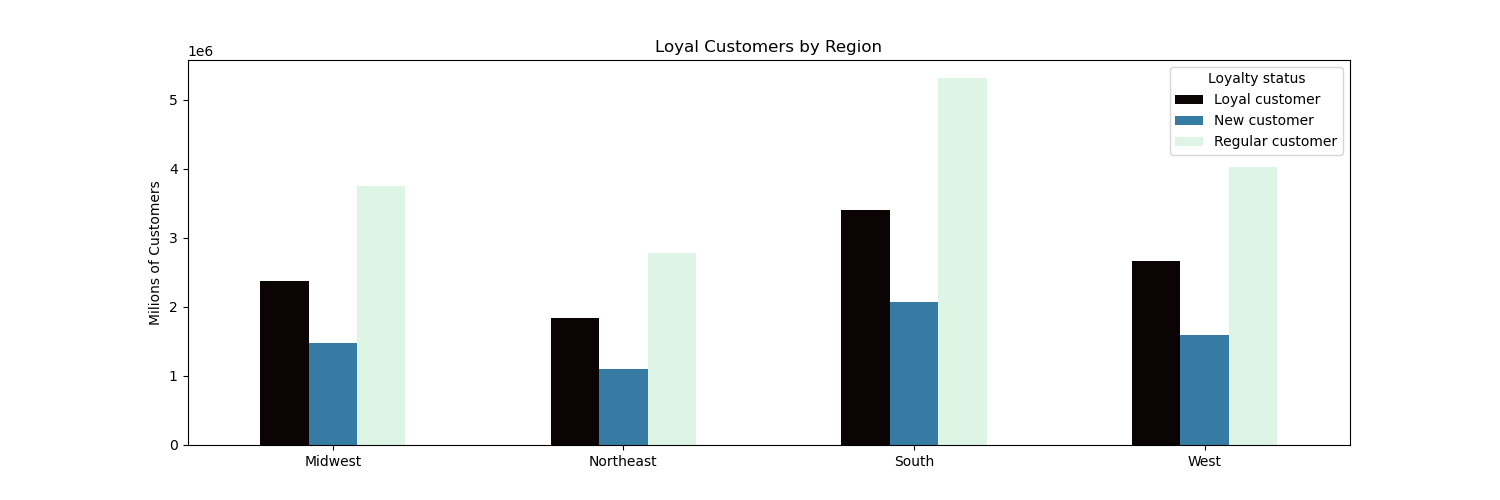 Loyal Customers by Region
1e6
5
4
3
2
1
0
Milions of Customers
Loyalty status
Loyal customer
New customer
Regular customer
Midwest
Northeast
South
West